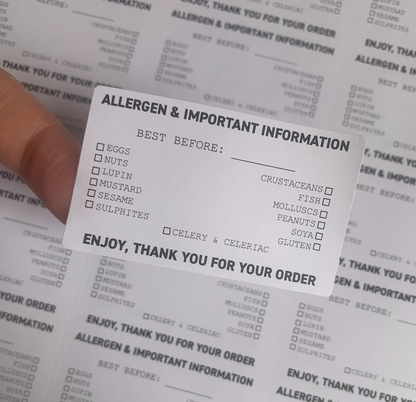 ALLERGEN & IMPORTANT INFORMATION
BEST BEFORE: ________
EGGS
NUTS
LUPIN
MUSTARD
SESAME
SULPHITES
CRUSTACEANS
FISH
MOLLUSCS
PEANUTS
SOYA
GLUTEN
CELERY & CELERIAC
ENJOY, THANK YOU FOR YOUR ORDER